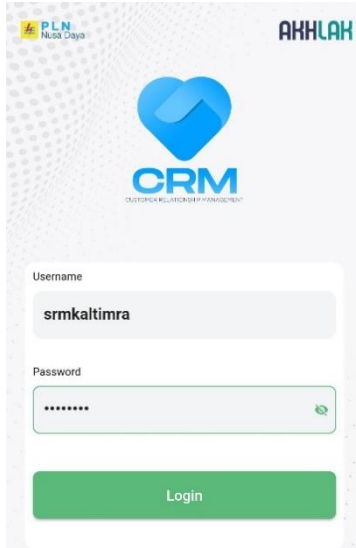 PLN
Nusa Daya
AKHLAK
CRM
CUSTOMER RELATIONSHIP MANAGEMENT
Username
srmkaltimra
Password
••••••••
Login